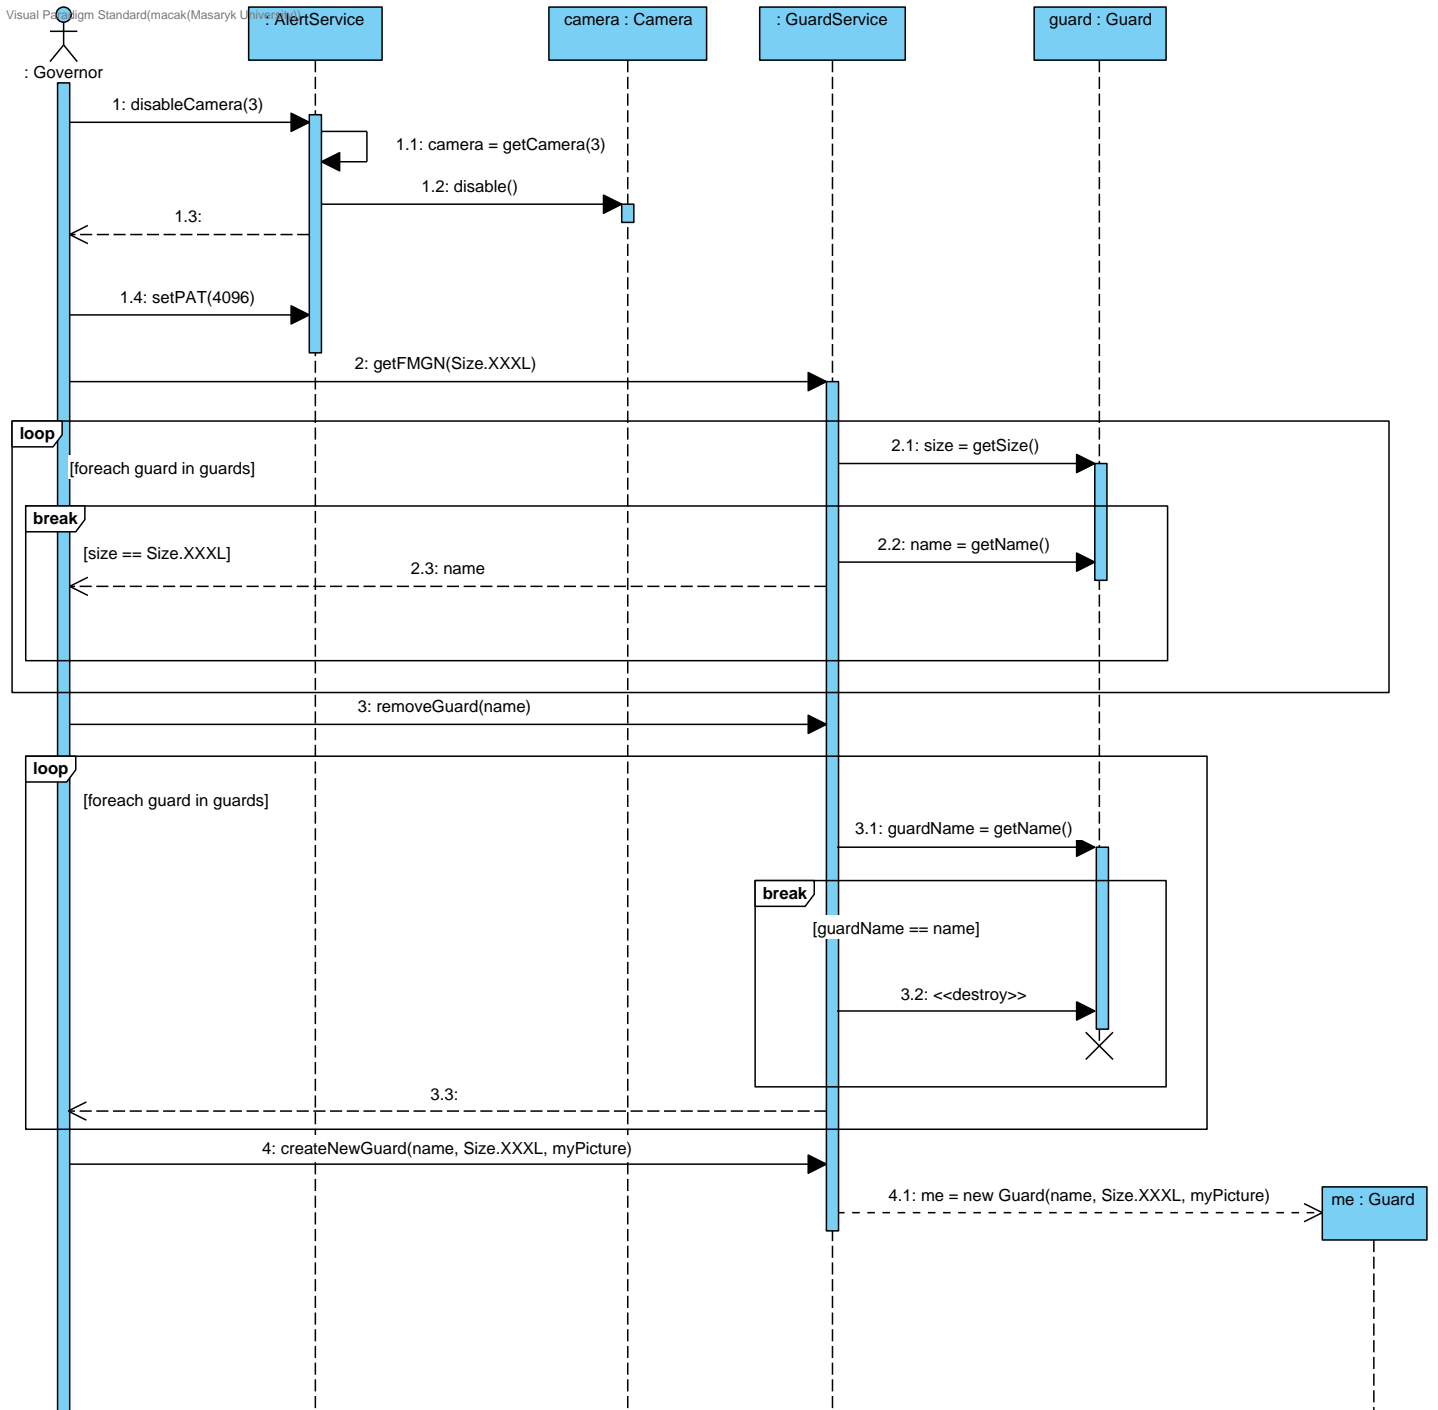 Visual Paradigm Standard(macak(Masaryk University))
: Governor
: AlertService
camera : Camera
: GuardService
guard : Guard
1: disableCamera(3)
1.1: camera = getCamera(3)
1.2: disable()
1.3:
1.4: setPAT(4096)
2: getFMGN(Size.XXXL)
loop
2.1: size = getSize()
[foreach guard in guards]
break
2.2: name = getName()
[size == Size.XXXL]
2.3: name
3: removeGuard(name)
loop
[foreach guard in guards]
3.1: guardName = getName()
break
[guardName == name]
3.2: <<destroy>>
3.3:
4: createNewGuard(name, Size.XXXL, myPicture)
4.1: me = new Guard(name, Size.XXXL, myPicture)
me : Guard